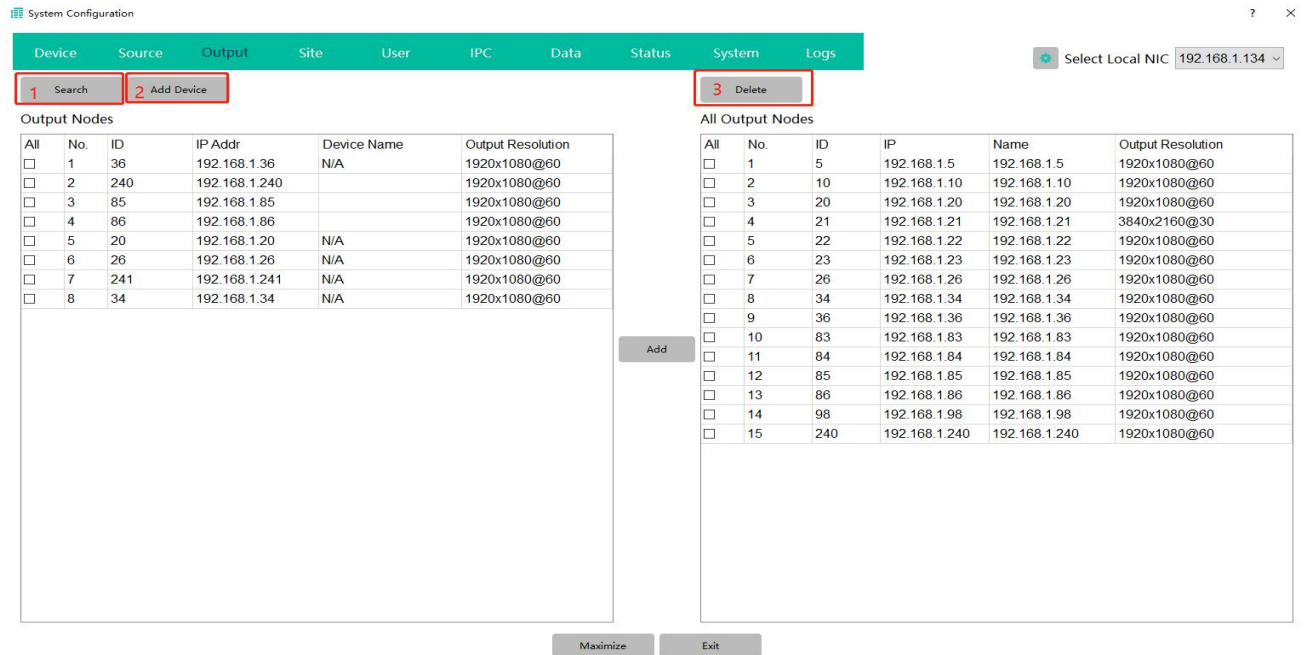 System Configuration ? ×
Device Source Output Site User IPC Data Status System Logs
Select Local NIC 192.168.1.134
1 Search 2 Add Device 3 Delete
Output Nodes
All No. ID IP Addr Device Name Output Resolution
1 36 192.168.1.36 N/A 1920x1080@60
2 240 192.168.1.240 1920x1080@60
3 85 192.168.1.85 1920x1080@60
4 86 192.168.1.86 1920x1080@60
5 20 192.168.1.20 N/A 1920x1080@60
6 26 192.168.1.26 N/A 1920x1080@60
7 241 192.168.1.241 N/A 1920x1080@60
8 34 192.168.1.34 N/A 1920x1080@60
Add
All Output Nodes
All No. ID IP Name Output Resolution
1 5 192.168.1.5 192.168.1.5 1920x1080@60
2 10 192.168.1.10 192.168.1.10 1920x1080@60
3 20 192.168.1.20 192.168.1.20 1920x1080@60
4 21 192.168.1.21 192.168.1.21 3840x2160@30
5 22 192.168.1.22 192.168.1.22 1920x1080@60
6 23 192.168.1.23 192.168.1.23 1920x1080@60
7 26 192.168.1.26 192.168.1.26 1920x1080@60
8 34 192.168.1.34 192.168.1.34 1920x1080@60
9 36 192.168.1.36 192.168.1.36 1920x1080@60
10 83 192.168.1.83 192.168.1.83 1920x1080@60
11 84 192.168.1.84 192.168.1.84 1920x1080@60
12 85 192.168.1.85 192.168.1.85 1920x1080@60
13 86 192.168.1.86 192.168.1.86 1920x1080@60
14 98 192.168.1.98 192.168.1.98 1920x1080@60
15 240 192.168.1.240 192.168.1.240 1920x1080@60
Maximize Exit